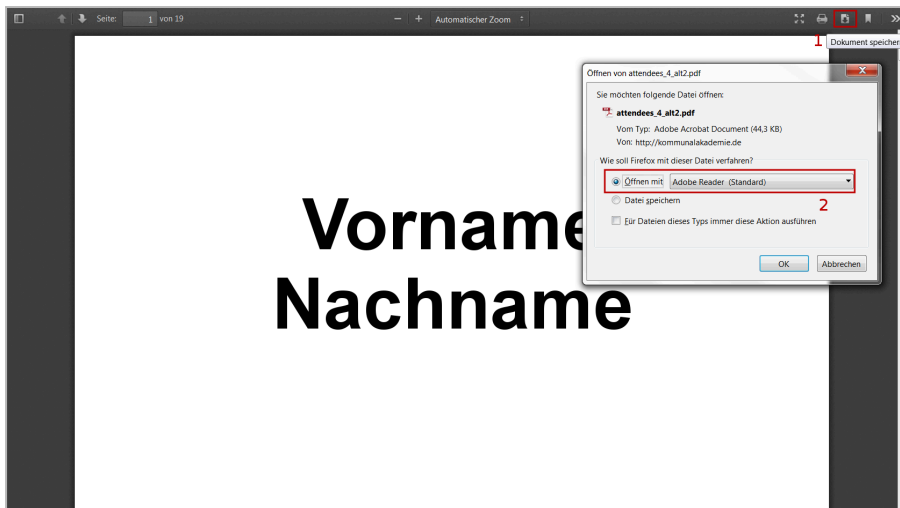 Seite: 1 von 19 Automatischer Zoom
1 Dokument speicher
Öffnen von attendees_4_alt2.pdf
Sie möchten folgende Datei öffnen:
attendees_4_alt2.pdf
Vom Typ: Adobe Acrobat Document (44,3 KB)
Von: http://kommunalakademie.de
Wie soll Firefox mit dieser Datei verfahren?
Öffnen mit Adobe Reader (Standard)
Datei speichern
2
Für Dateien dieses Typs immer diese Aktion ausführen
OK Abbrechen
Vorname
Nachname